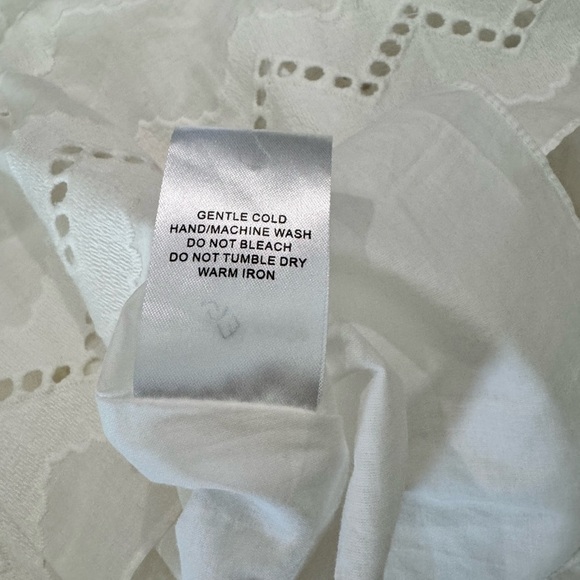 GENTLE COLD
HAND/MACHINE WASH
DO NOT BLEACH
DO NOT TUMBLE DRY
WARM IRON